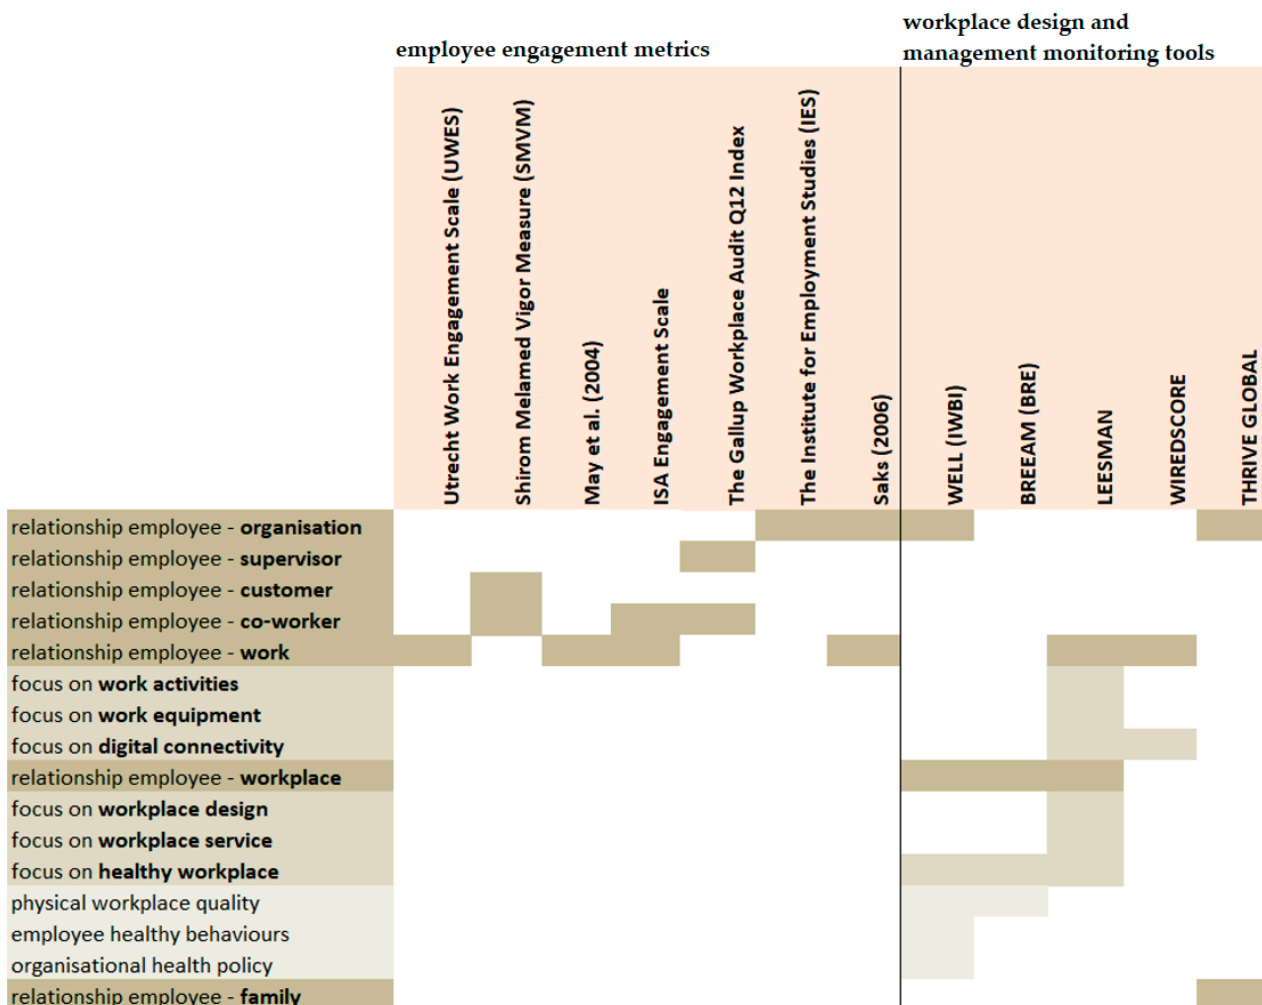 workplace design and
employee engagement metrics
management monitoring tools
Utrecht Work Engagement Scale (UWES)
Shirom Melamed Vigor Measure (SMVM)
May et al. (2004)
ISA Engagement Scale
The Gallup Workplace Audit Q12 Index
The Institute for Employment Studies (IES)
Saks (2006)
WELL (IWBI)
BREEAM (BRE)
LEESMAN
WIREDSCORE
THRIVE GLOBAL
relationship employee - organisation
relationship employee - supervisor
relationship employee - customer
relationship employee - co-worker
relationship employee - work
focus on work activities
focus on work equipment
focus on digital connectivity
relationship employee - workplace
focus on workplace design
focus on workplace service
focus on healthy workplace
physical workplace quality
employee healthy behaviours
organisational health policy
relationship employee - family